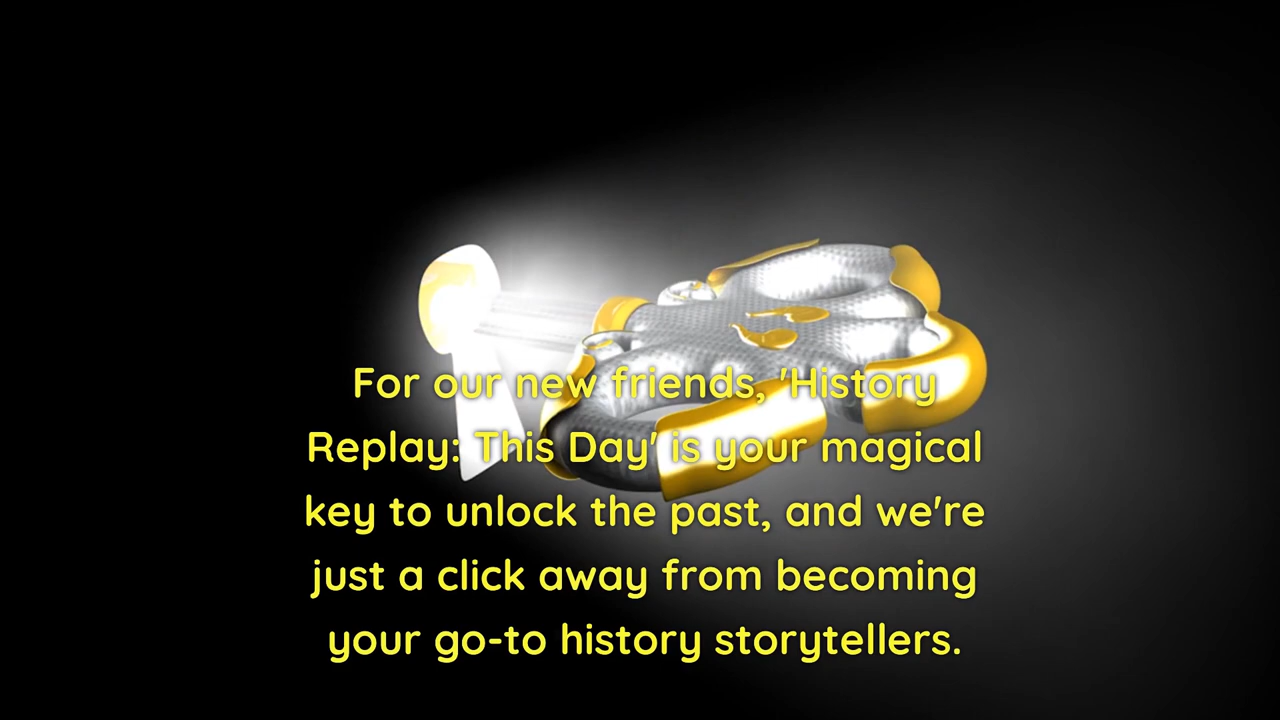 For our new friends, 'History
Replay: This Day' is your magical
key to unlock the past, and we're
just a click away from becoming
your go-to history storytellers.